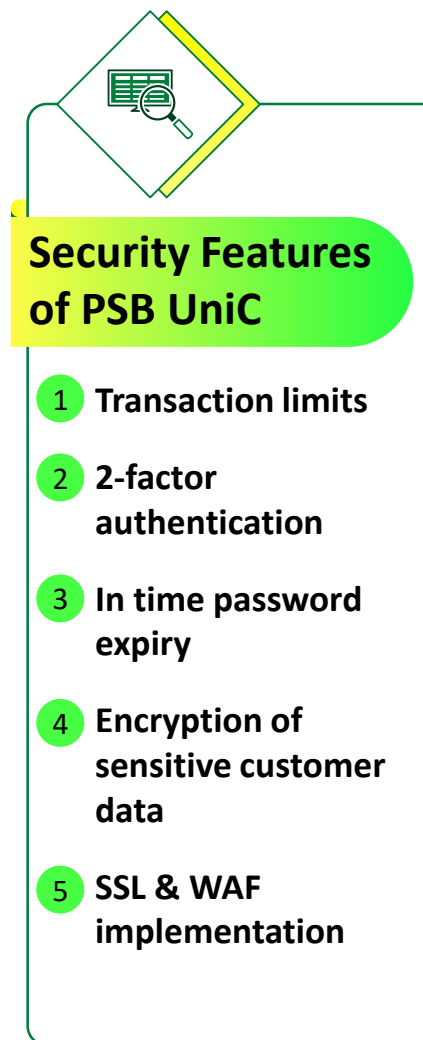 Security Features
of PSB UniC
1 Transaction limits
2 2-factor
authentication
3 In time password
expiry
4 Encryption of
sensitive customer
data
5 SSL & WAF
implementation